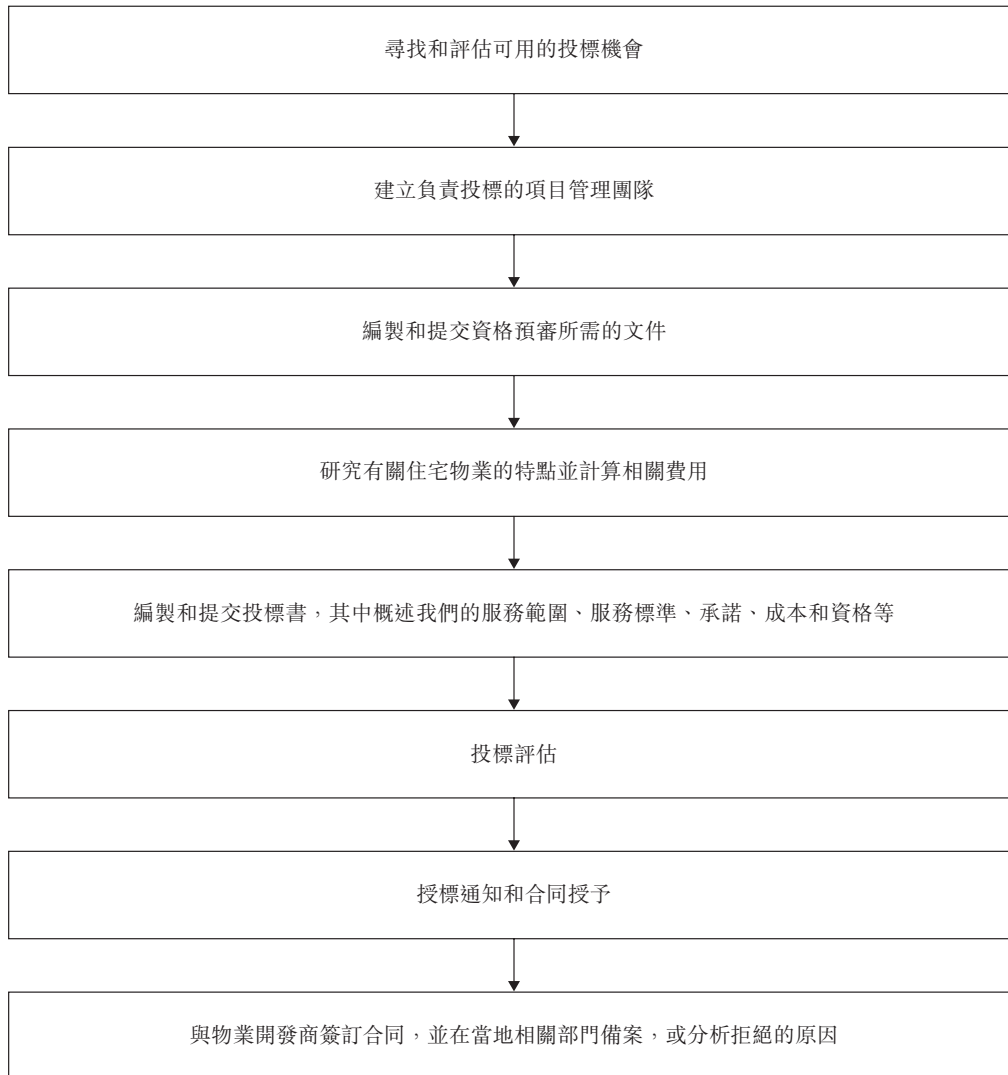 尋找和評估可用的投標機會
建立負責投標的項目管理團隊
編製和提交資格預審所需的文件
研究有關住宅物業的特點並計算相關費用
編製和提交投標書，其中概述我們的服務範圍、服務標準、承諾、成本和資格等
投標評估
授標通知和合同授予
與物業開發商簽訂合同，並在當地相關部門備案，或分析拒絕的原因